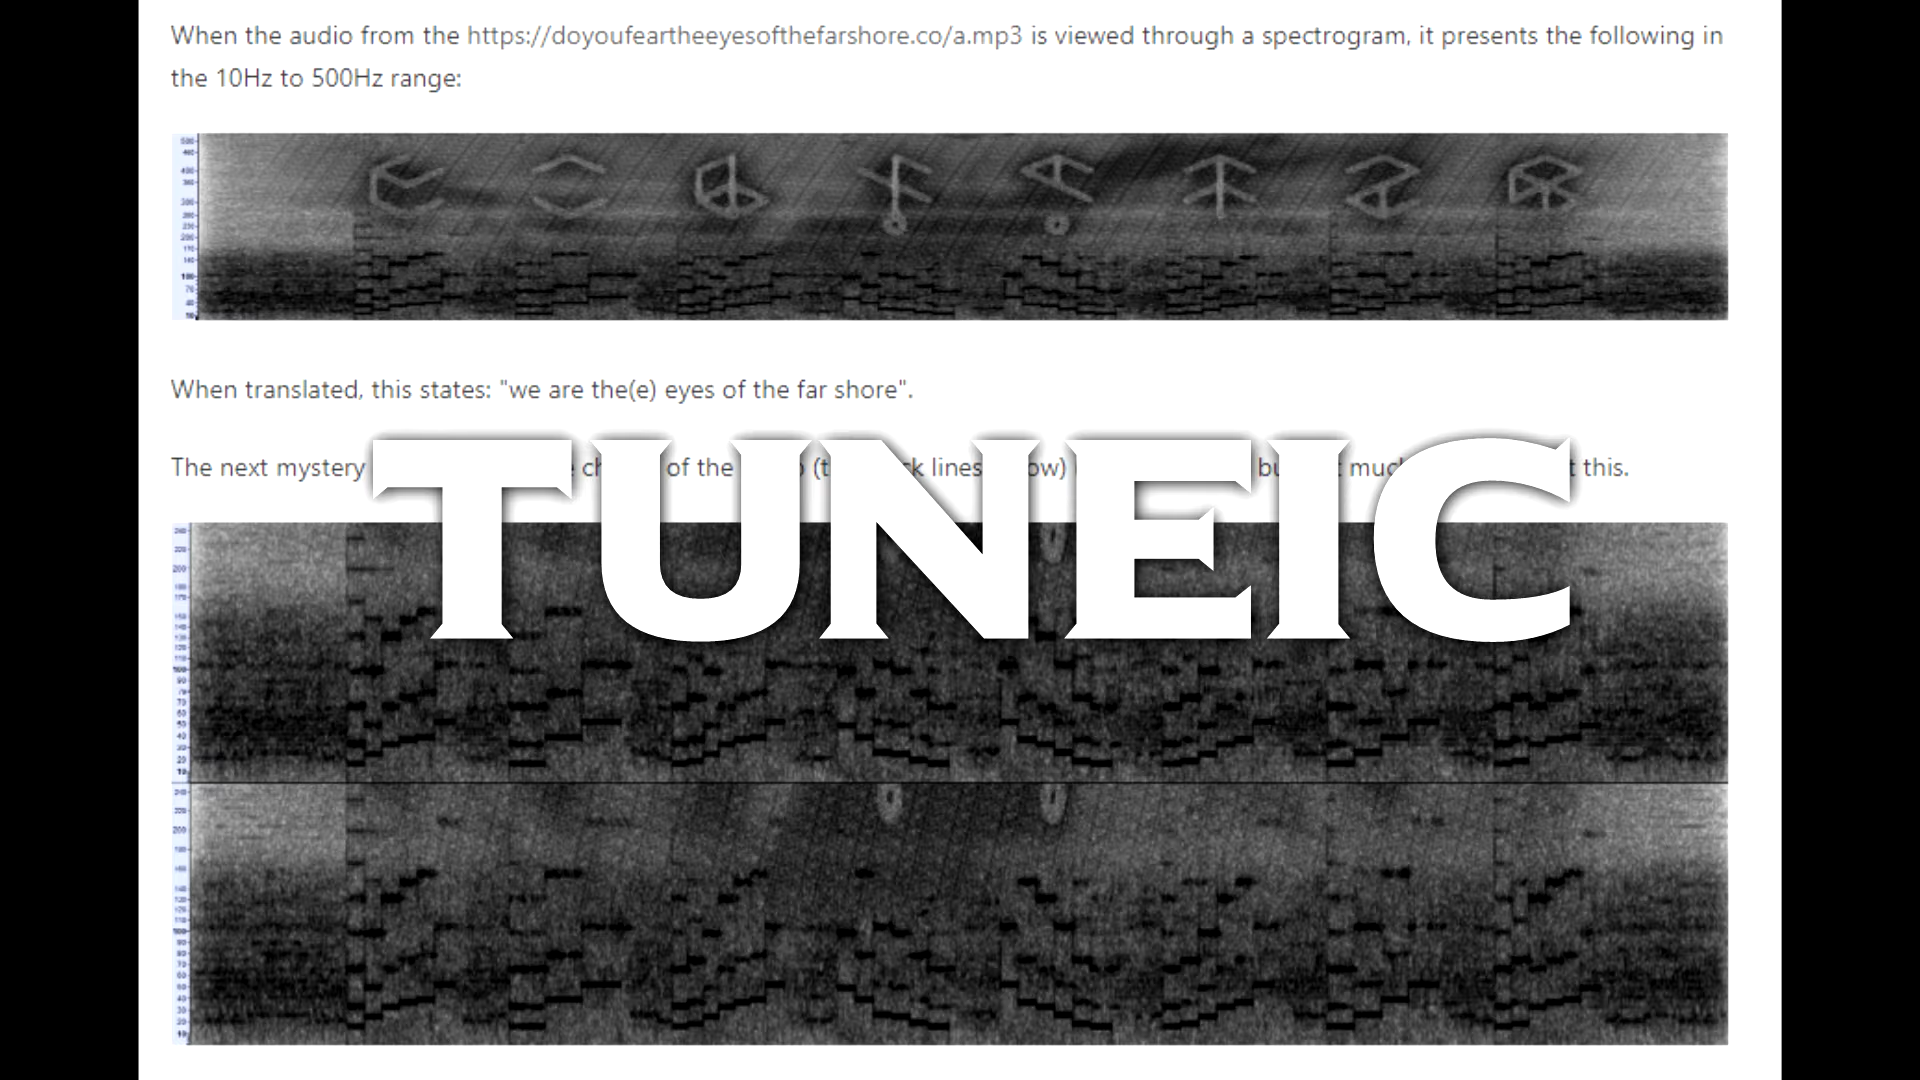 When the audio from the https://doyoufeartheeyesofthefarshore.co/a.mp3 is viewed through a spectrogram, it presents the following in
the 10Hz to 500Hz range:
When translated, this states: "we are the(e) eyes of the far shore".
The next mystery of the lines this.
TUNEIC